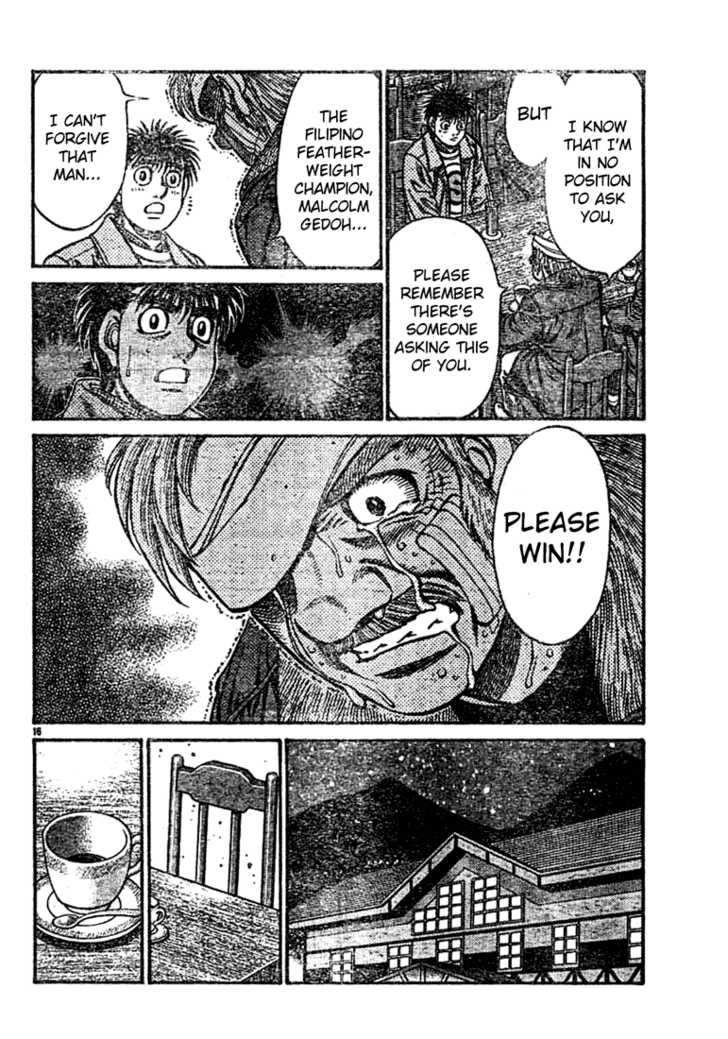 I KNOW
THAT I'M
IN NO
POSITION
TO ASK
YOU,
BUT
PLEASE
REMEMBER
THERE'S
SOMEONE
ASKING THIS
OF YOU.
THE
FILIPINO
FEATHER-
WEIGHT
CHAMPION,
MALCOLM
GEDOH...
I CAN'T
FORGIVE
THAT
MAN...
PLEASE
WIN!!
16